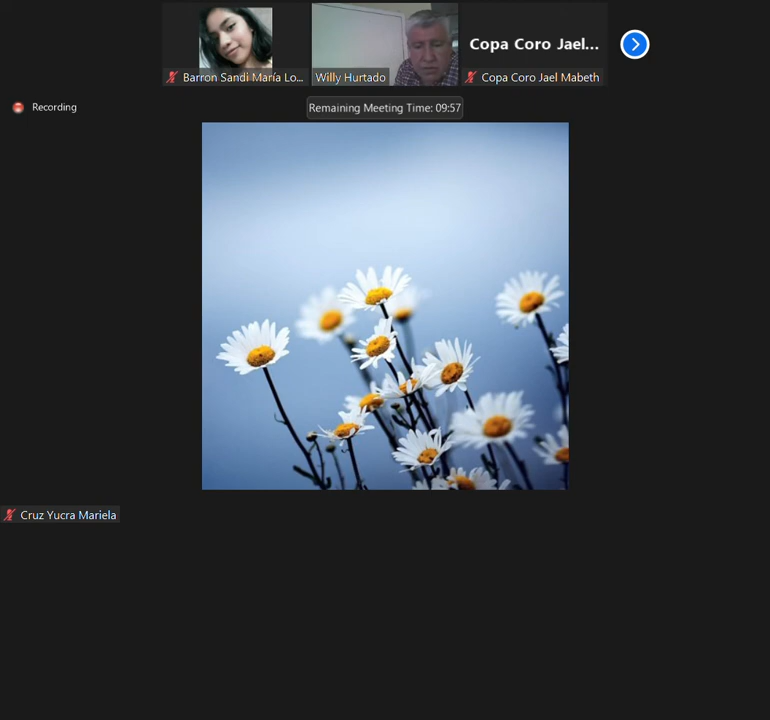 Copa Coro Jael...
Barron Sandi María Lo...
Willy Hurtado
Copa Coro Jael Mabeth
Recording
Remaining Meeting Time: 09:57
Cruz Yucra Mariela